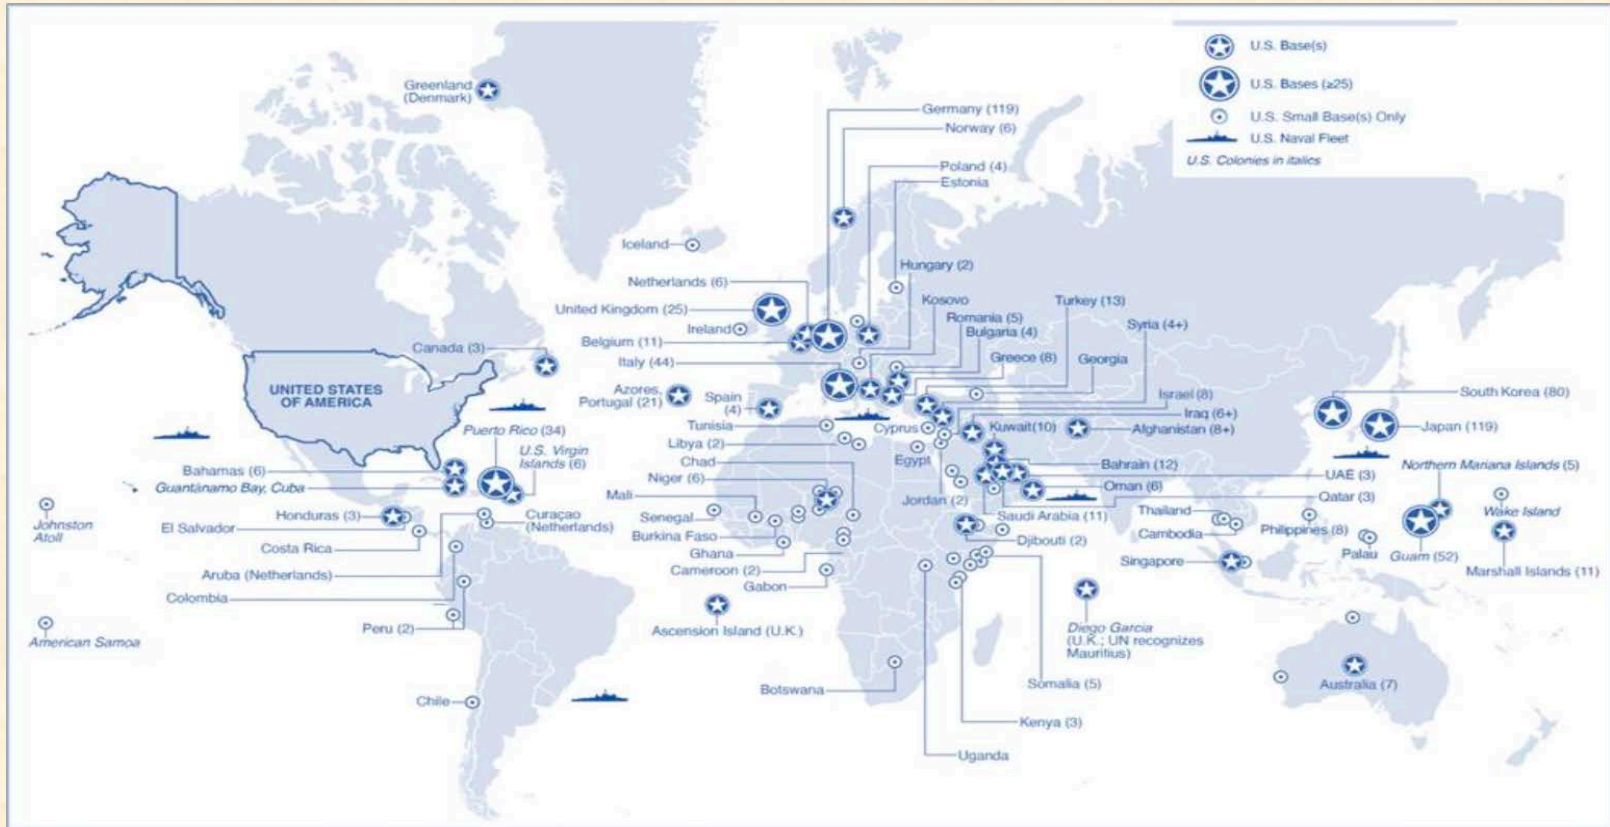 U.S. Base(s)
U.S. Bases (≥25)
U.S. Small Base(s) Only
U.S. Naval Fleet
U.S. Colonies in italics
Greenland
(Denmark)
Germany (119)
Norway (6)
Poland (4)
Estonia
Iceland
Hungary (2)
Netherlands (6)
United Kingdom (25)
Kosovo
Turkey (13)
Romania (5)
Syria (4+)
Ireland
Bulgaria (4)
Belgium (11)
Canada (3)
Italy (44)
Greece (8)
Georgia
UNITED STATES
OF AMERICA
Azores,
Portugal (21)
Spain
(4)
Israel (8)
South Korea (80)
Iraq (6+)
Puerto Rico (34)
Tunisia
Cyprus
Kuwait(10)
Afghanistan (8+)
Japan (119)
U.S. Virgin
Islands (6)
Libya (2)
Egypt
Bahamas (6)
Chad
Bahrain (12)
Northern Mariana Islands (5)
UAE (3)
Guantánamo Bay, Cuba
Niger (6)
Oman (6)
Mali
Jordan (2)
Qatar (3)
Johnston
Atoll
Honduras (3)
Curaçao
(Netherlands)
Senegal
Saudi Arabia (11)
Thailand
Wake Island
El Salvador
Burkina Faso
Djibouti (2)
Cambodia
Philippines (8)
Costa Rica
Ghana
Palau
Guam (52)
Aruba (Netherlands)
Cameroon (2)
Singapore
Marshall Islands (11)
Gabon
Colombia
Peru (2)
Ascension Island (U.K.)
Diego Garcia
(U.K.; UN recognizes
Mauritius)
American Samoa
Botswana
Somalia (5)
Australia (7)
Chile
Kenya (3)
Uganda